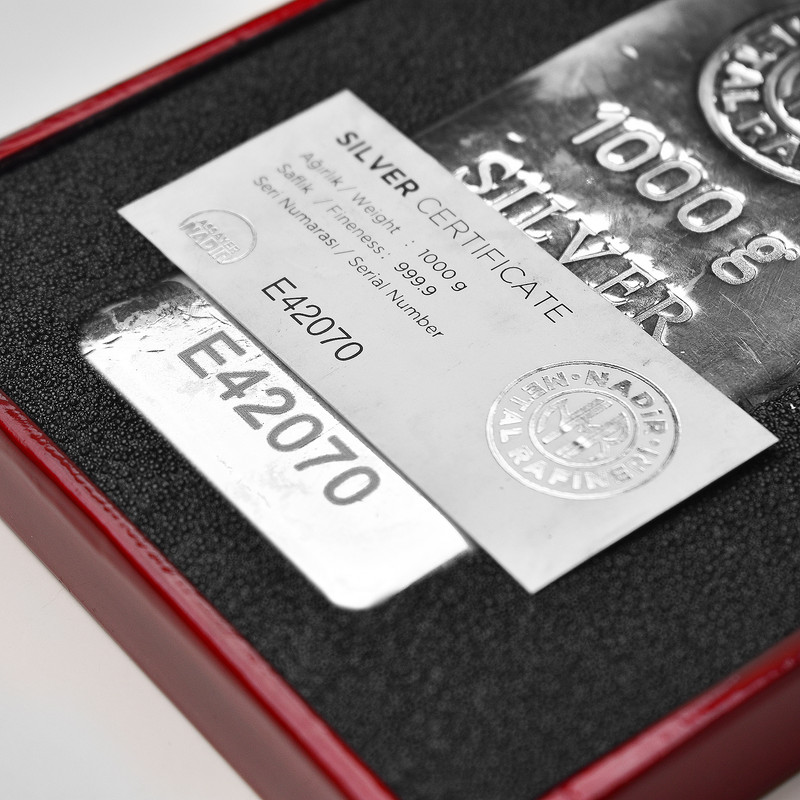 SILVER CERTIFICATE
Ağırlık / Weight : 1000 g
Saflık / Fineness : 999.9
Seri Numarası / Serial Number
E42070
NADİR
NADİR METAL RAFİNERİ
1000 g
SILVER
E42070